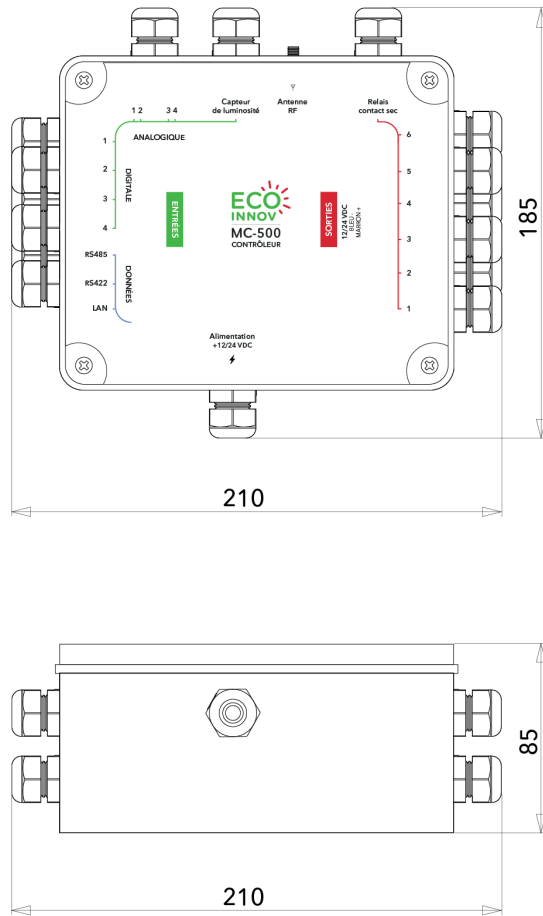 Capteur
de luminosité
Antenne
RF
Relais
contact sec
1 2
3 4
ANALOGIQUE
1
2
3
4
DIGITALE
ENTRÉES
RS485
RS422
LAN
DONNÉES
ECO
INNOV
MC-500
CONTRÔLEUR
SORTIES
12/24 VDC
BLEU -
MARRON +
6
5
4
3
2
1
Alimentation
+12/24 VDC
185
210
85
210